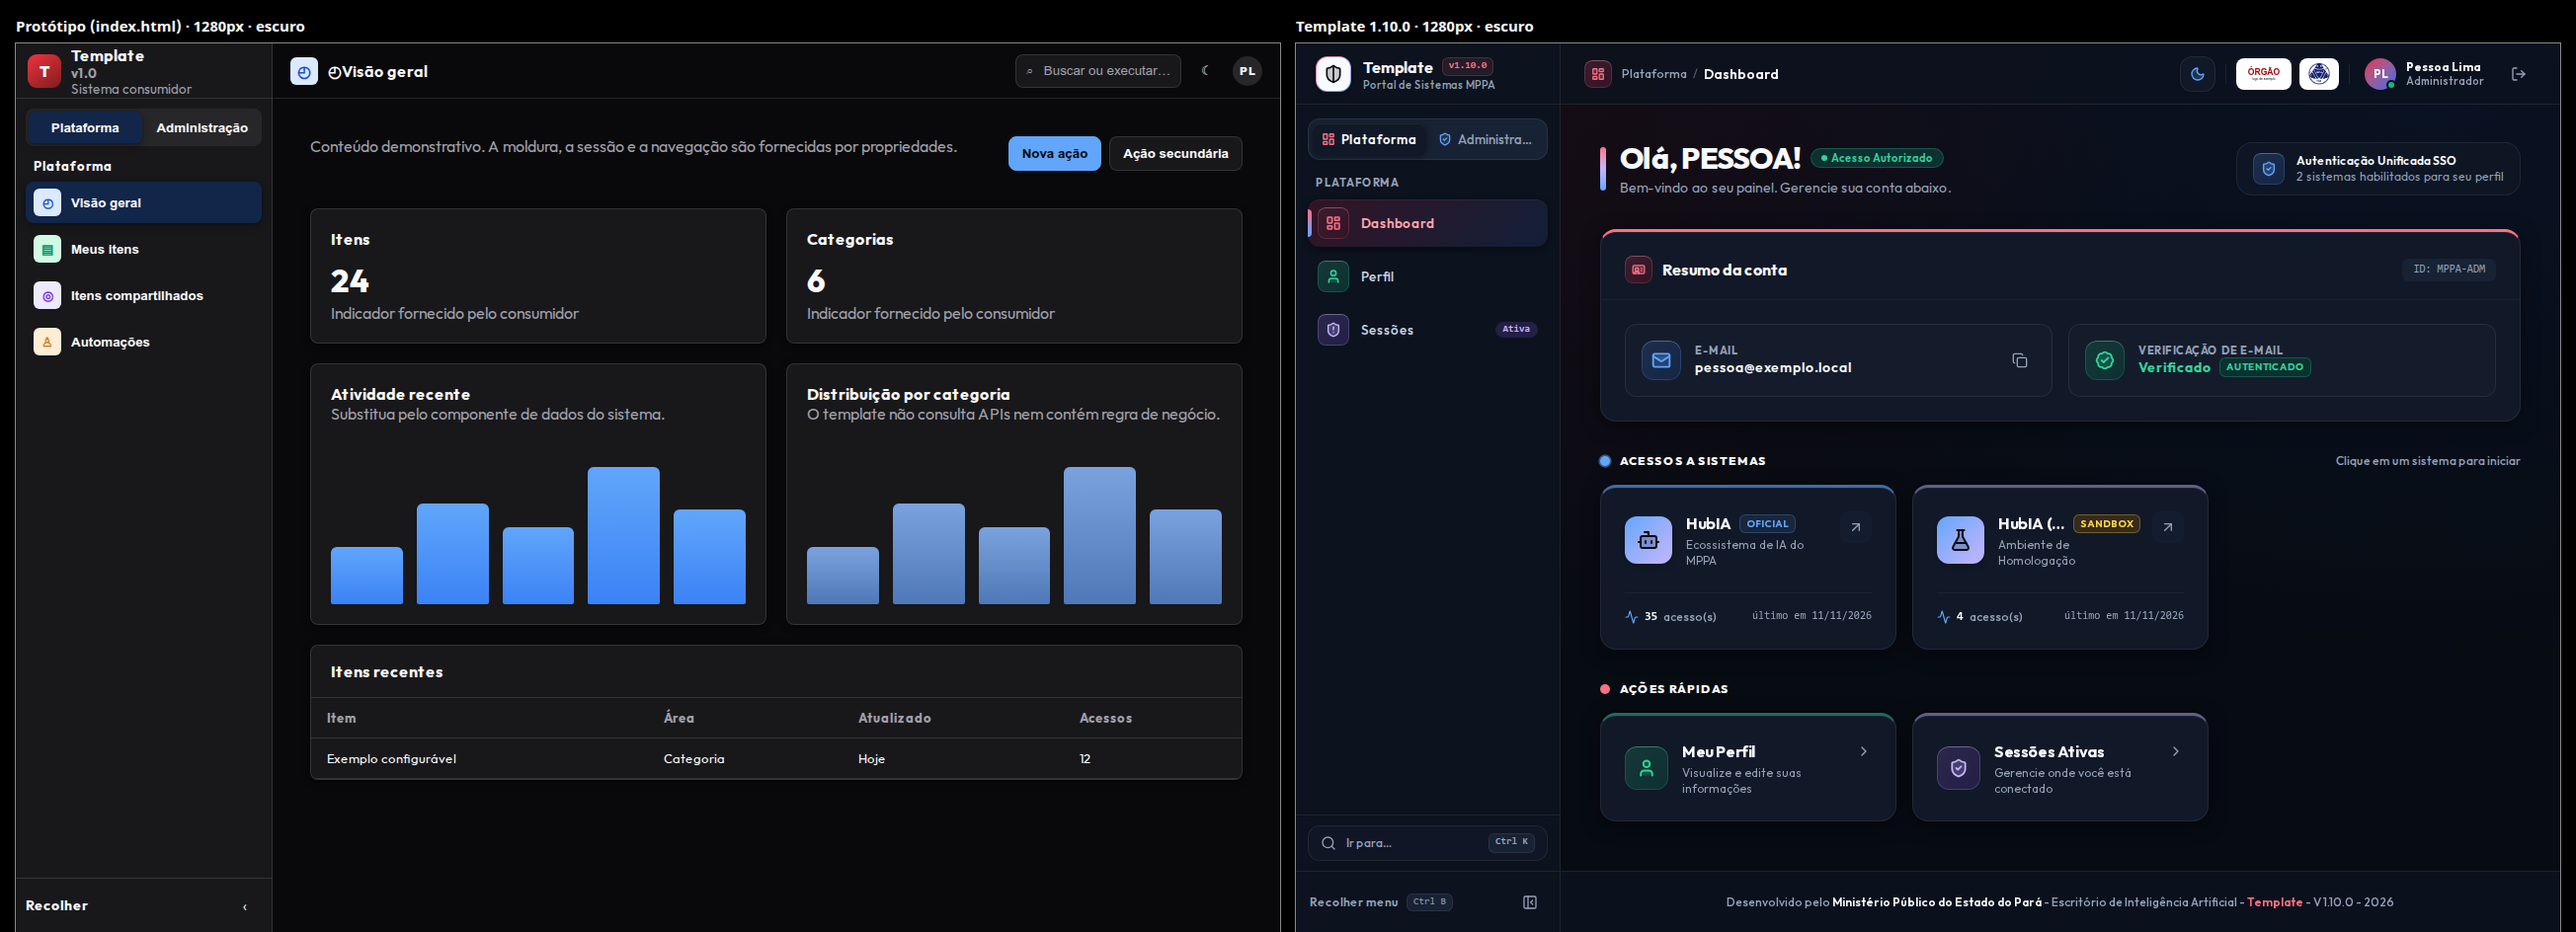 Protótipo (index.html) · 1280px · escuro
T
Template
v1.0
Sistema consumidor
Visão geral
Buscar ou executar…
PL
Plataforma
Administração
Plataforma
Visão geral
Meus itens
Itens compartilhados
Automações
Recolher
Conteúdo demonstrativo. A moldura, a sessão e a navegação são fornecidas por propriedades.
Nova ação
Ação secundária
Itens
24
Indicador fornecido pelo consumidor
Categorias
6
Indicador fornecido pelo consumidor
Atividade recente
Substitua pelo componente de dados do sistema.
Distribuição por categoria
O template não consulta APIs nem contém regra de negócio.
Itens recentes
Item Área Atualizado Acessos
Exemplo configurável Categoria Hoje 12
Template 1.10.0 · 1280px · escuro
Template v1.10.0
Portal de Sistemas MPPA
Plataforma / Dashboard
ÓRGÃO
PL
Pessoa Lima
Administrador
Plataforma
Administra...
PLATAFORMA
Dashboard
Perfil
Sessões Ativa
Ir para...
Ctrl K
Recolher menu Ctrl B
Olá, PESSOA! Acesso Autorizado
Bem-vindo ao seu painel. Gerencie sua conta abaixo.
Autenticação Unificada SSO
2 sistemas habilitados para seu perfil
Resumo da conta
ID: MPPA-ADM
E-MAIL
pessoa@exemplo.local
VERIFICAÇÃO DE E-MAIL
Verificado AUTENTICADO
ACESSOS A SISTEMAS
Clique em um sistema para iniciar
HubIA OFICIAL
Ecossistema de IA do
MPPA
35 acesso(s) último em 11/11/2026
HubIA (... SANDBOX
Ambiente de
Homologação
4 acesso(s) último em 11/11/2026
AÇÕES RÁPIDAS
Meu Perfil
Visualize e edite suas
informações
Sessões Ativas
Gerencie onde você está
conectado
Desenvolvido pelo Ministério Público do Estado do Pará - Escritório de Inteligência Artificial - Template - V1.10.0 - 2026